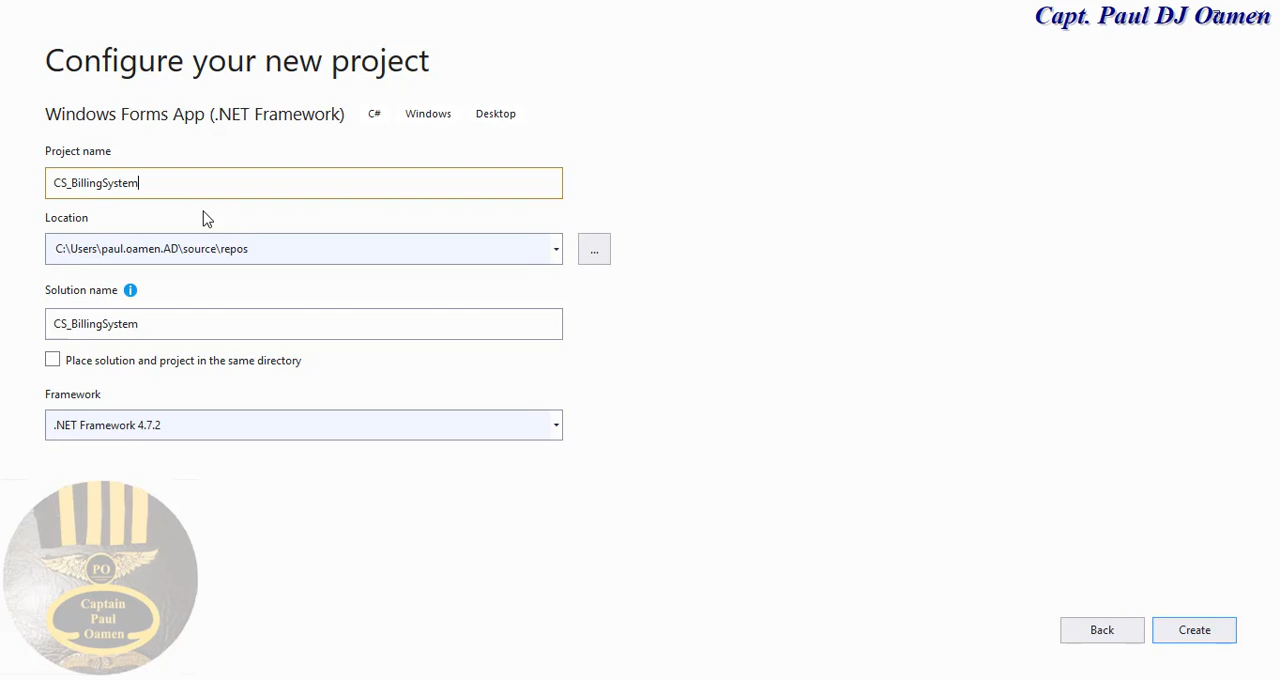 Capt. Paul DJ Oamen
Configure your new project
Windows Forms App (.NET Framework) C# Windows Desktop
Project name
CS_BillingSystem
Location
C:\Users\paul.oamen.AD\source\repos
...
Solution name
CS_BillingSystem
Place solution and project in the same directory
Framework
.NET Framework 4.7.2
PO
Captain
Paul
Oamen
Back Create